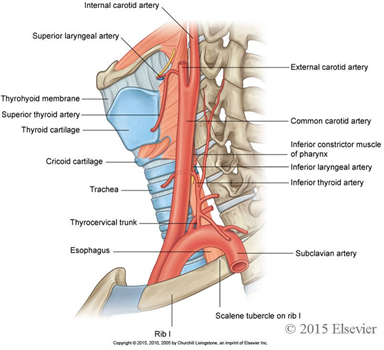 Internal carotid artery
Superior laryngeal artery
External carotid artery
Thyrohyoid membrane
Superior thyroid artery
Common carotid artery
Thyroid cartilage
Inferior constrictor muscle
of pharynx
Cricoid cartilage
Inferior laryngeal artery
Inferior thyroid artery
Trachea
Thyrocervical trunk
Esophagus
Subclavian artery
Scalene tubercle on rib I
Rib I
© 2015 Elsevier
Copyright © 2015, 2010, 2005 by Churchill Livingstone, an imprint of Elsevier Inc.